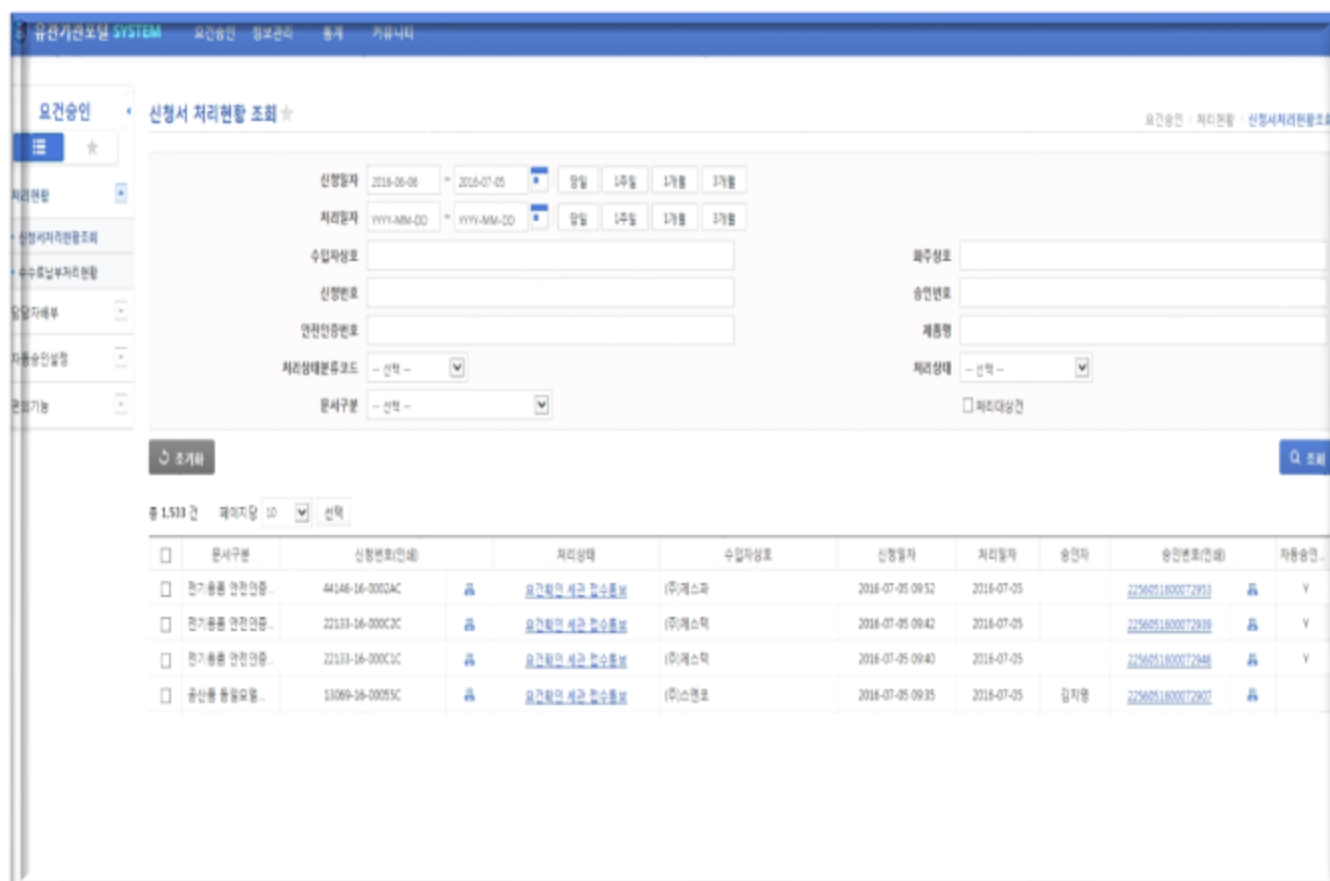 유관기관포털 SYSTEM 요건승인 정보관리 통계 커뮤니티
요건승인
신청서 처리현황 조회
요건승인 처리현황 신청서처리현황조회
처리현황
신청서처리현황조회
수수료납부처리현황
담당자배부
자동승인설정
편의기능
신청일자 2016-06-06 ~ 2016-07-05 당일 1주일 1개월 3개월
처리일자 YYYY-MM-DD ~ YYYY-MM-DD 당일 1주일 1개월 3개월
수입자상호 화주상호
신청번호 승인번호
안전인증번호 제품명
처리상태분류코드 -- 선택 -- 처리상태 -- 선택 --
문서구분 -- 선택 -- 처리대상건
초기화 조회
총 1,533 건 페이지당 10 선택
문서구분 신청번호(인쇄) 처리상태 수입자상호 신청일자 처리일자 승인자 승인번호(인쇄) 자동승인...
전기용품 안전인증... 44146-16-0002AC 요건확인 세관 접수통보 (주)제스파 2016-07-05 09:52 2016-07-05 2256051600072953 Y
전기용품 안전인증... 22133-16-000C2C 요건확인 세관 접수통보 (주)제스텍 2016-07-05 09:42 2016-07-05 2256051600072939 Y
전기용품 안전인증... 22133-16-000C1C 요건확인 세관 접수통보 (주)제스텍 2016-07-05 09:40 2016-07-05 2256051600072946 Y
공산품 동일모델... 13069-16-00055C 요건확인 세관 접수통보 (주)스앤코 2016-07-05 09:35 2016-07-05 김지영 2256051600072907